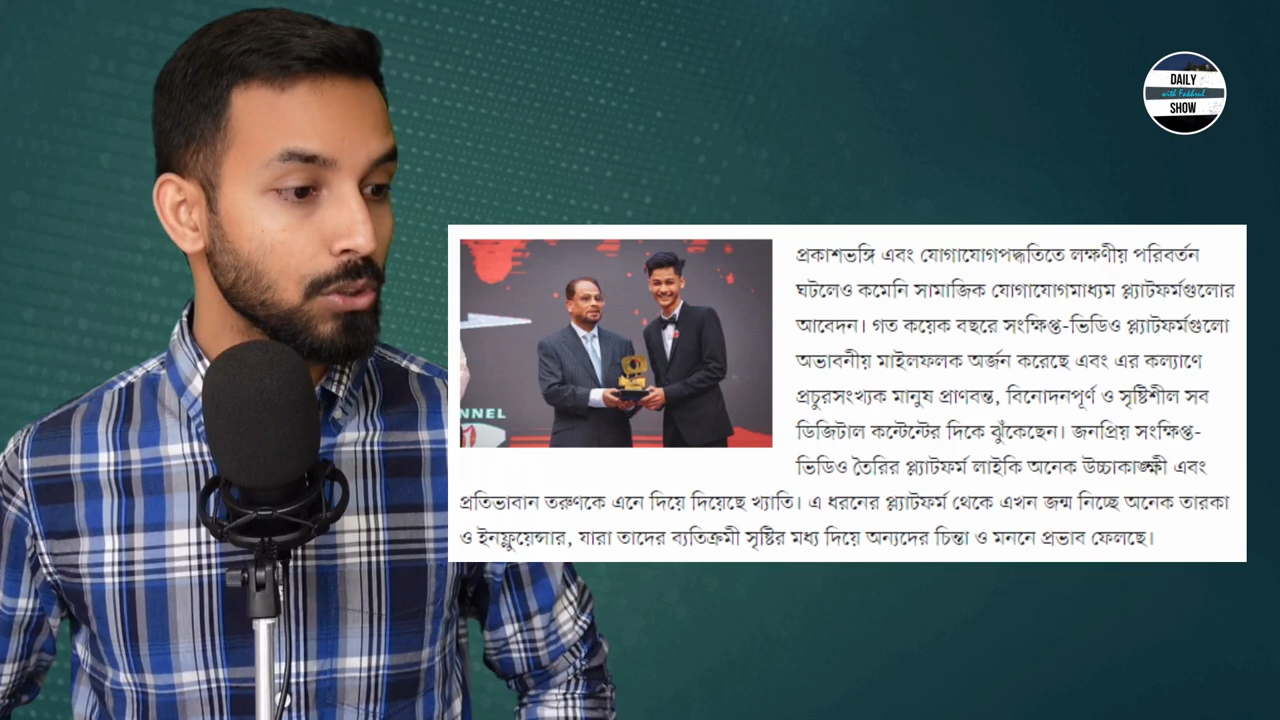 DAILY
with Fakhrul
SHOW
প্রকাশভঙ্গি এবং যোগাযোগপদ্ধতিতে লক্ষণীয় পরিবর্তন
ঘটলেও কমেনি সামাজিক যোগাযোগমাধ্যম প্ল্যাটফর্মগুলোর
আবেদন। গত কয়েক বছরে সংক্ষিপ্ত-ভিডিও প্ল্যাটফর্মগুলো
অভাবনীয় মাইলফলক অর্জন করেছে এবং এর কল্যাণে
প্রচুরসংখ্যক মানুষ প্রাণবন্ত, বিনোদনপূর্ণ ও সৃষ্টিশীল সব
ডিজিটাল কন্টেন্টের দিকে ঝুঁকেছেন। জনপ্রিয় সংক্ষিপ্ত-
ভিডিও তৈরির প্ল্যাটফর্ম লাইকি অনেক উচ্চাকাঙ্ক্ষী এবং
প্রতিভাবান তরুণকে এনে দিয়ে দিয়েছে খ্যাতি। এ ধরনের প্ল্যাটফর্ম থেকে এখন জন্ম নিচ্ছে অনেক তারকা
ও ইনফ্লুয়েন্সার, যারা তাদের ব্যতিক্রমী সৃষ্টির মধ্য দিয়ে অন্যদের চিন্তা ও মননে প্রভাব ফেলছে।
NNEL